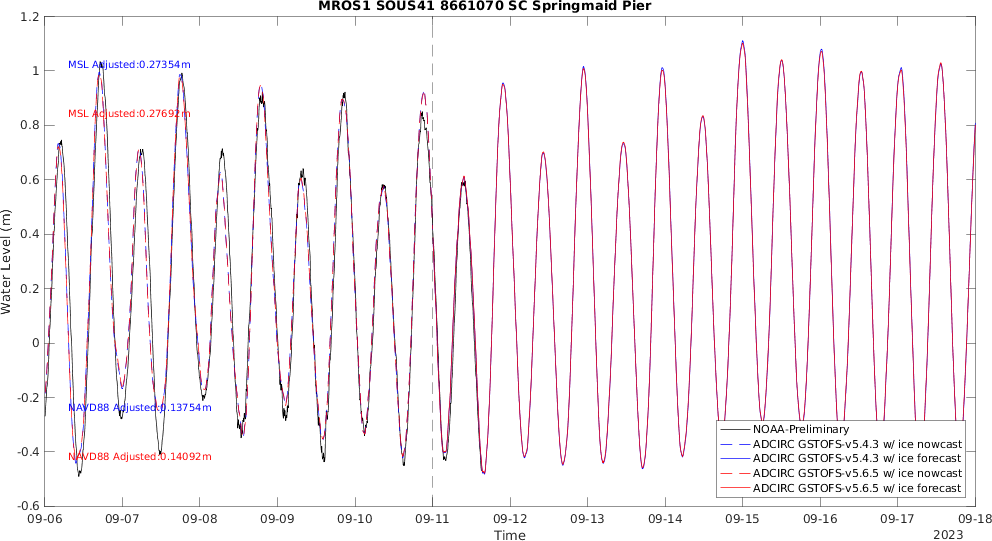 MROS1 SOUS41 8661070 SC Springmaid Pier
1.2
1
0.8
0.6
0.4
0.2
0
-0.2
-0.4
-0.6
Water Level (m)
MSL Adjusted:0.27354m
MSL Adjusted:0.27692m
NAVD88 Adjusted:0.13754m
NAVD88 Adjusted:0.14092m
NOAA-Preliminary
ADCIRC GSTOFS-v5.4.3 w/ ice nowcast
ADCIRC GSTOFS-v5.4.3 w/ ice forecast
ADCIRC GSTOFS-v5.6.5 w/ ice nowcast
ADCIRC GSTOFS-v5.6.5 w/ ice forecast
09-06 09-07 09-08 09-09 09-10 09-11 09-12 09-13 09-14 09-15 09-16 09-17 09-18
Time
2023